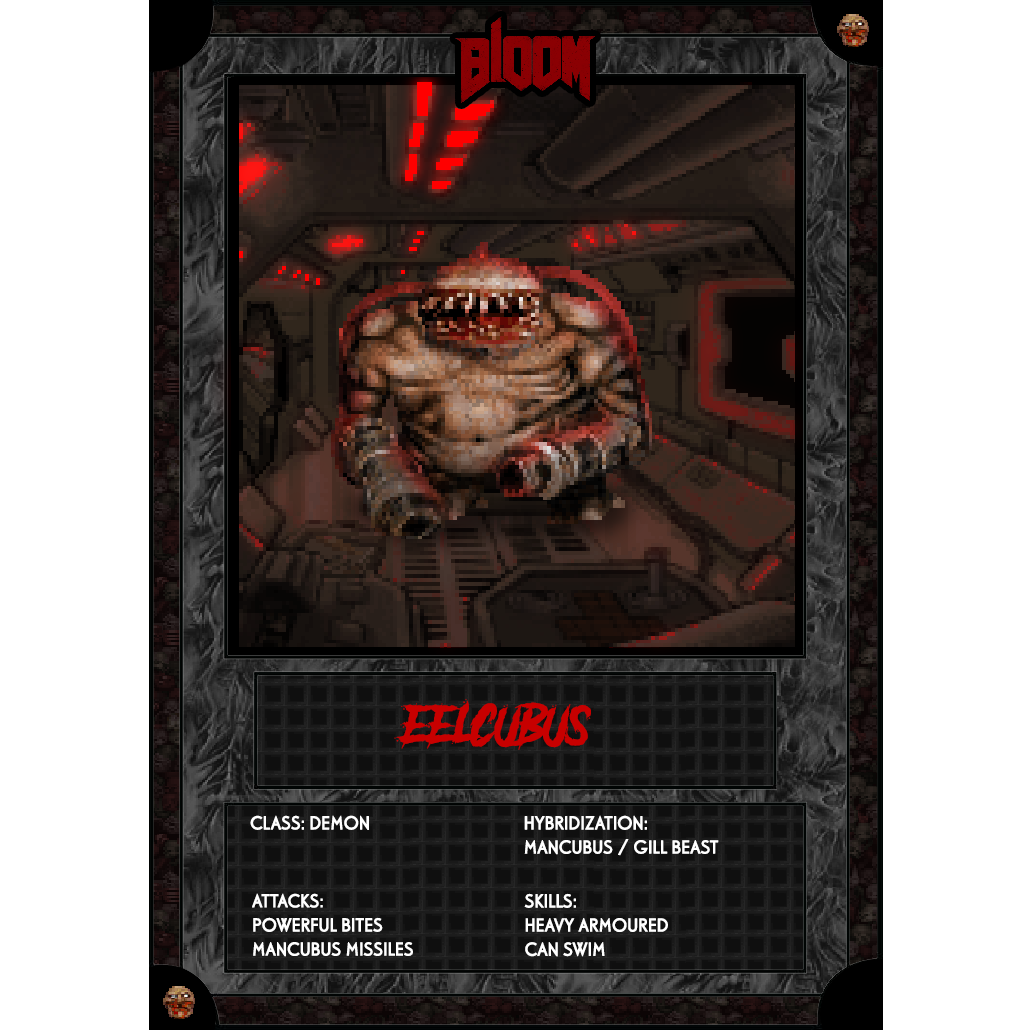 BLOOM
EELCUBUS
CLASS: DEMON
HYBRIDIZATION:
MANCUBUS / GILL BEAST
ATTACKS:
POWERFUL BITES
MANCUBUS MISSILES
SKILLS:
HEAVY ARMOURED
CAN SWIM